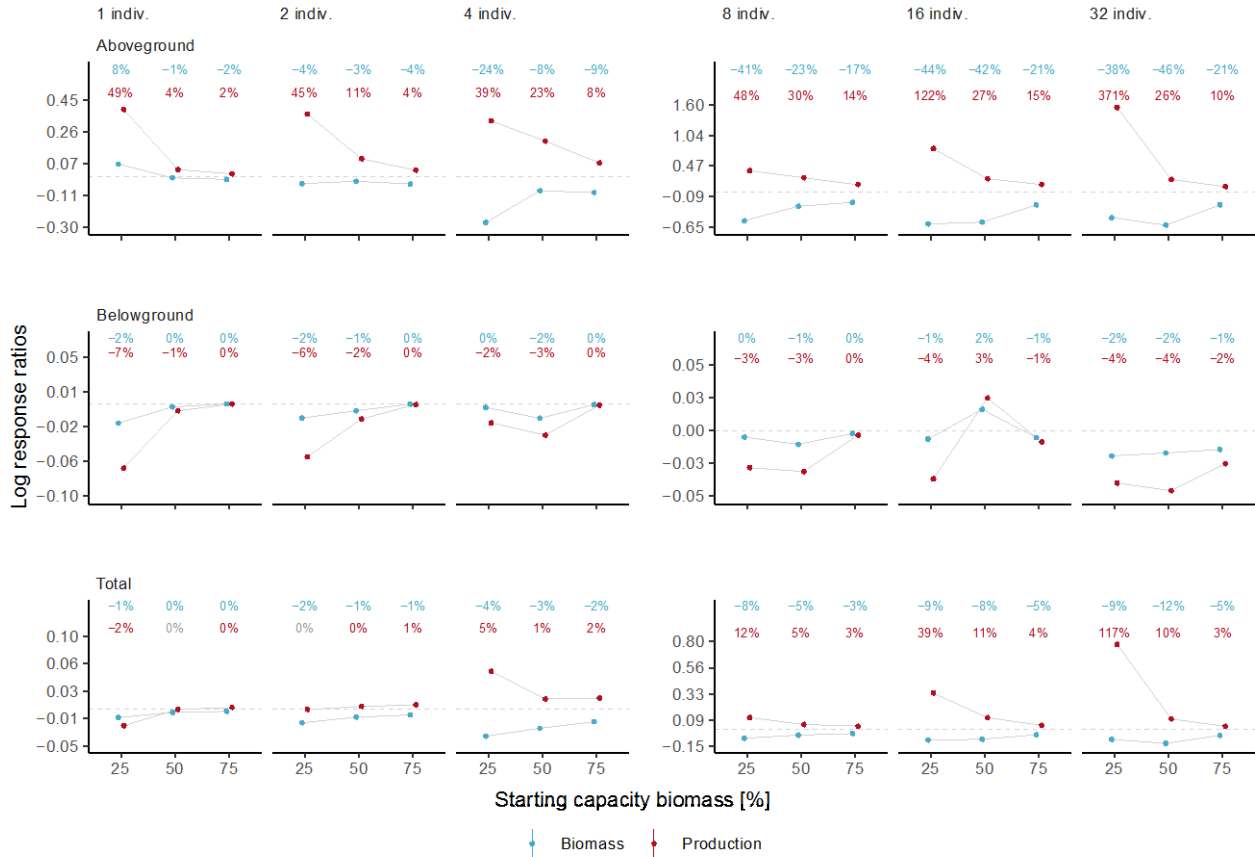 1 indiv. 2 indiv. 4 indiv. 8 indiv. 16 indiv. 32 indiv.
Aboveground
8% −1% −2% −4% −3% −4% −24% −8% −9% −41% −23% −17% −44% −42% −21% −38% −46% −21%
49% 4% 2% 45% 11% 4% 39% 23% 8% 48% 30% 14% 122% 27% 15% 371% 26% 10%
0.45 1.60
0.26 1.04
0.07 0.47
−0.11 −0.09
−0.30 −0.65
Belowground
−2% 0% 0% −2% −1% 0% 0% −2% 0% 0% −1% 0% −1% 2% −1% −2% −2% −1%
−7% −1% 0% −6% −2% 0% −2% −3% 0% −3% −3% 0% −4% 3% −1% −4% −4% −2%
0.05 0.05
0.01 0.03
−0.02 0.00
−0.06 −0.03
−0.10 −0.05
Log response ratios
Total
−1% 0% 0% −2% −1% −1% −4% −3% −2% −8% −5% −3% −9% −8% −5% −9% −12% −5%
−2% 0% 0% 0% 0% 1% 5% 1% 2% 12% 5% 3% 39% 11% 4% 117% 10% 3%
0.10 0.80
0.06 0.56
0.03 0.33
−0.01 0.09
−0.05 −0.15
25 50 75 25 50 75 25 50 75 25 50 75 25 50 75 25 50 75
Starting capacity biomass [%]
Biomass Production